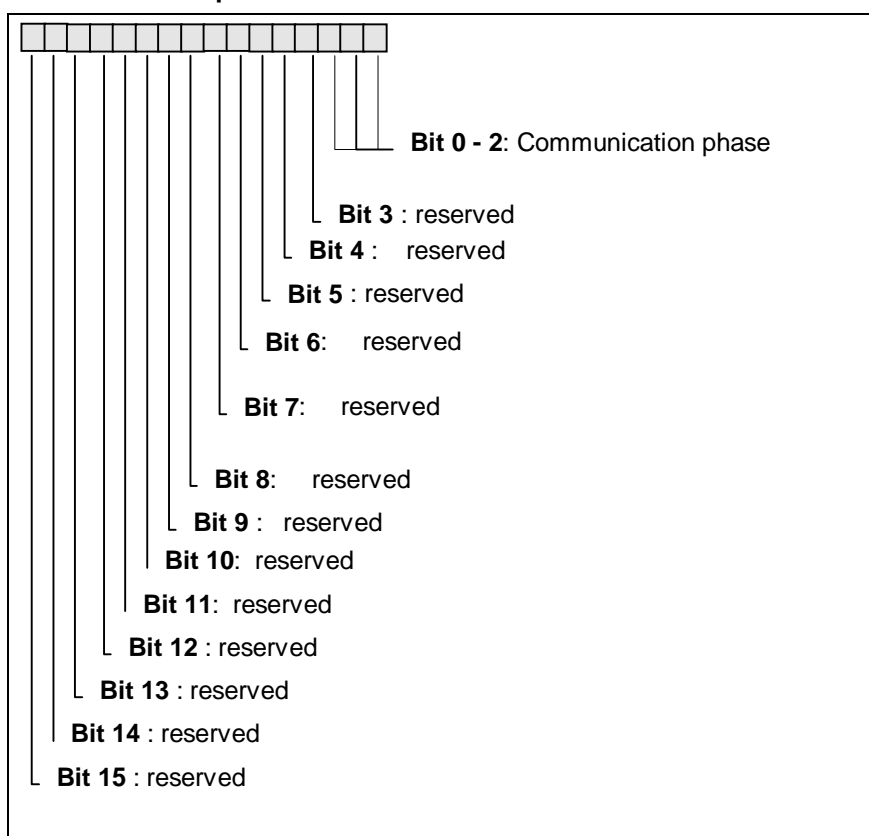 Bit 0 - 2: Communication phase
Bit 3 : reserved
Bit 4 : reserved
Bit 5 : reserved
Bit 6: reserved
Bit 7: reserved
Bit 8: reserved
Bit 9 : reserved
Bit 10: reserved
Bit 11: reserved
Bit 12 : reserved
Bit 13 : reserved
Bit 14 : reserved
Bit 15 : reserved